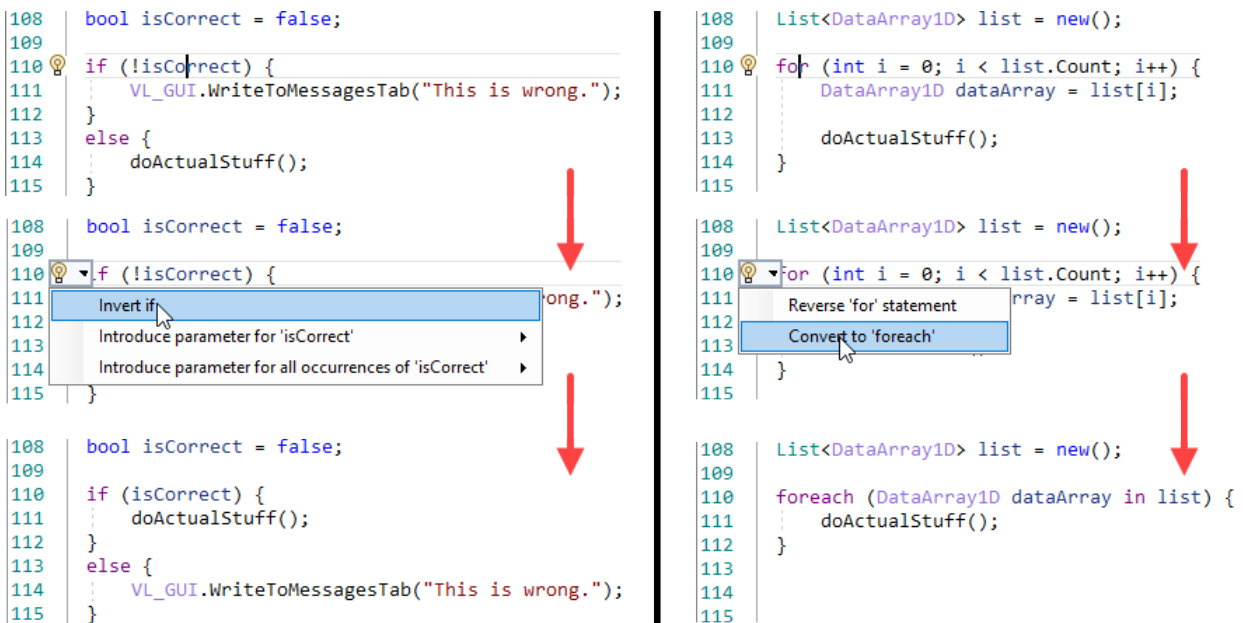 108 bool isCorrect = false;
109
110 if (!isCorrect) {
111 VL_GUI.WriteToMessagesTab("This is wrong.");
112 }
113 else {
114 doActualStuff();
115 }
108 bool isCorrect = false;
109
110 if (!isCorrect) {
111 Invert if ong.");
112
113 Introduce parameter for 'isCorrect'
114 Introduce parameter for all occurrences of 'isCorrect'
115 }
108 bool isCorrect = false;
109
110 if (isCorrect) {
111 doActualStuff();
112 }
113 else {
114 VL_GUI.WriteToMessagesTab("This is wrong.");
115 }
108 List<DataArray1D> list = new();
109
110 for (int i = 0; i < list.Count; i++) {
111 DataArray1D dataArray = list[i];
112
113 doActualStuff();
114 }
115
108 List<DataArray1D> list = new();
109
110 for (int i = 0; i < list.Count; i++) {
111 Reverse 'for' statement rray = list[i];
112
113 Convert to 'foreach'
114 }
115
108 List<DataArray1D> list = new();
109
110 foreach (DataArray1D dataArray in list) {
111 doActualStuff();
112 }
113
114
115